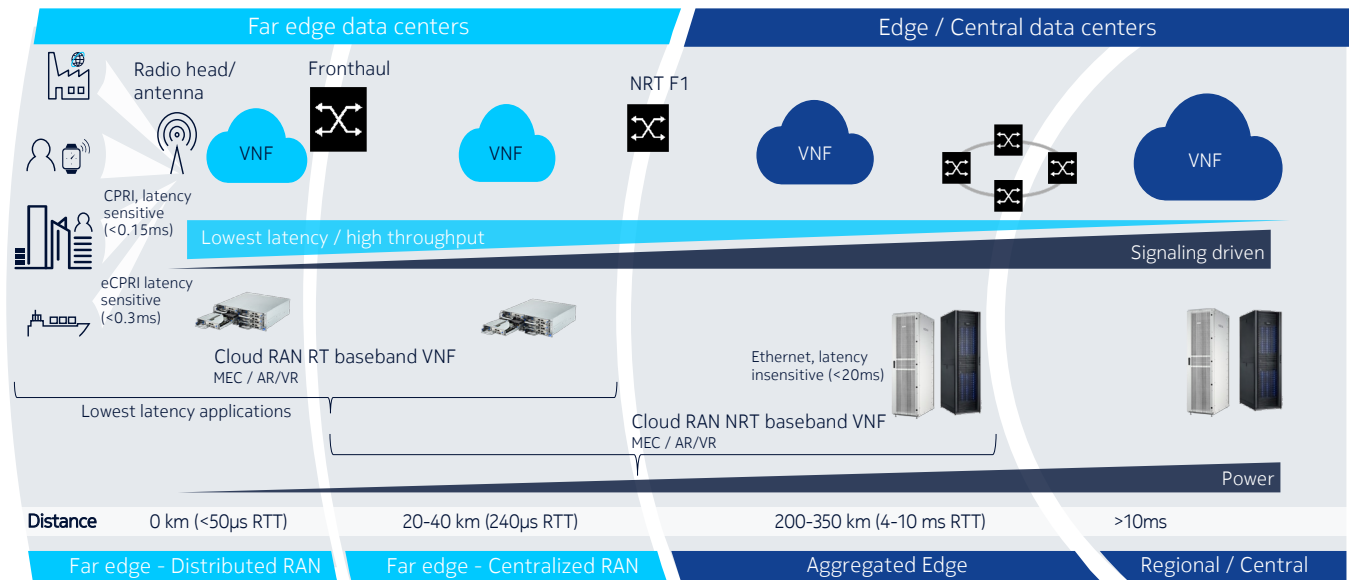 Far edge data centers
Edge / Central data centers
Radio head/
antenna
Fronthaul
NRT F1
VNF
VNF
VNF
VNF
CPRI, latency
sensitive
(<0.15ms)
Lowest latency / high throughput
Signaling driven
eCPRI latency
sensitive
(<0.3ms)
Cloud RAN RT baseband VNF
MEC / AR/VR
Ethernet, latency
insensitive (<20ms)
Lowest latency applications
Cloud RAN NRT baseband VNF
MEC / AR/VR
Power
Distance
0 km (<50µs RTT)
20-40 km (240µs RTT)
200-350 km (4-10 ms RTT)
>10ms
Far edge - Distributed RAN
Far edge - Centralized RAN
Aggregated Edge
Regional / Central